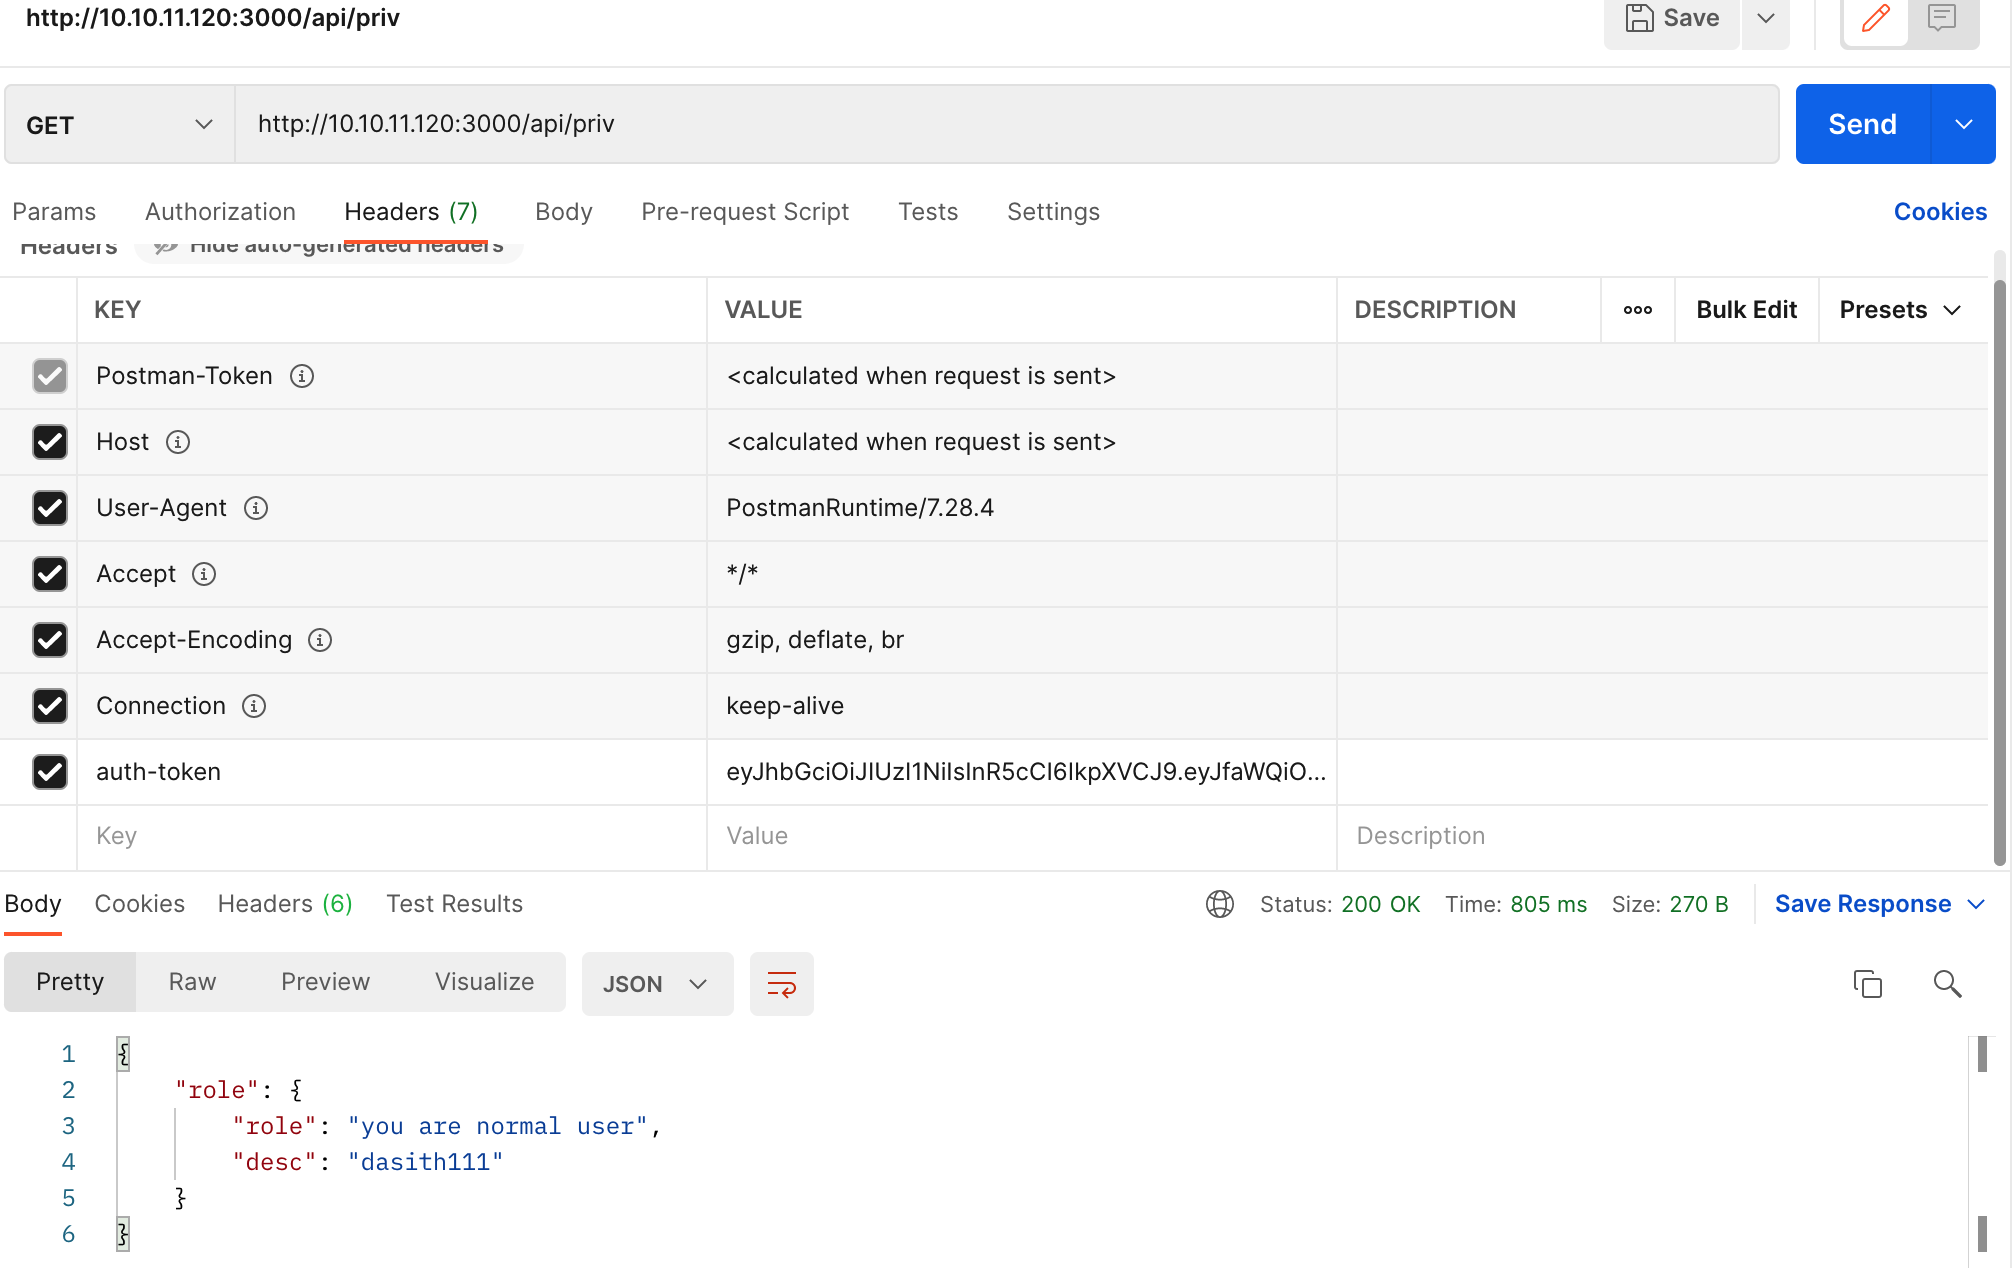 http://10.10.11.120:3000/api/priv
Save
GET
http://10.10.11.120:3000/api/priv
Send
Params Authorization Headers (7) Body Pre-request Script Tests Settings Cookies
Headers Hide auto-generated headers
KEY VALUE DESCRIPTION ooo Bulk Edit Presets
Postman-Token <calculated when request is sent>
Host <calculated when request is sent>
User-Agent PostmanRuntime/7.28.4
Accept */*
Accept-Encoding gzip, deflate, br
Connection keep-alive
auth-token eyJhbGciOiJIUzI1NiIsInR5cCI6IkpXVCJ9.eyJfaWQiO...
Key Value Description
Body Cookies Headers (6) Test Results Status: 200 OK Time: 805 ms Size: 270 B Save Response
Pretty Raw Preview Visualize JSON
1 {
2 "role": {
3 "role": "you are normal user",
4 "desc": "dasith111"
5 }
6 }